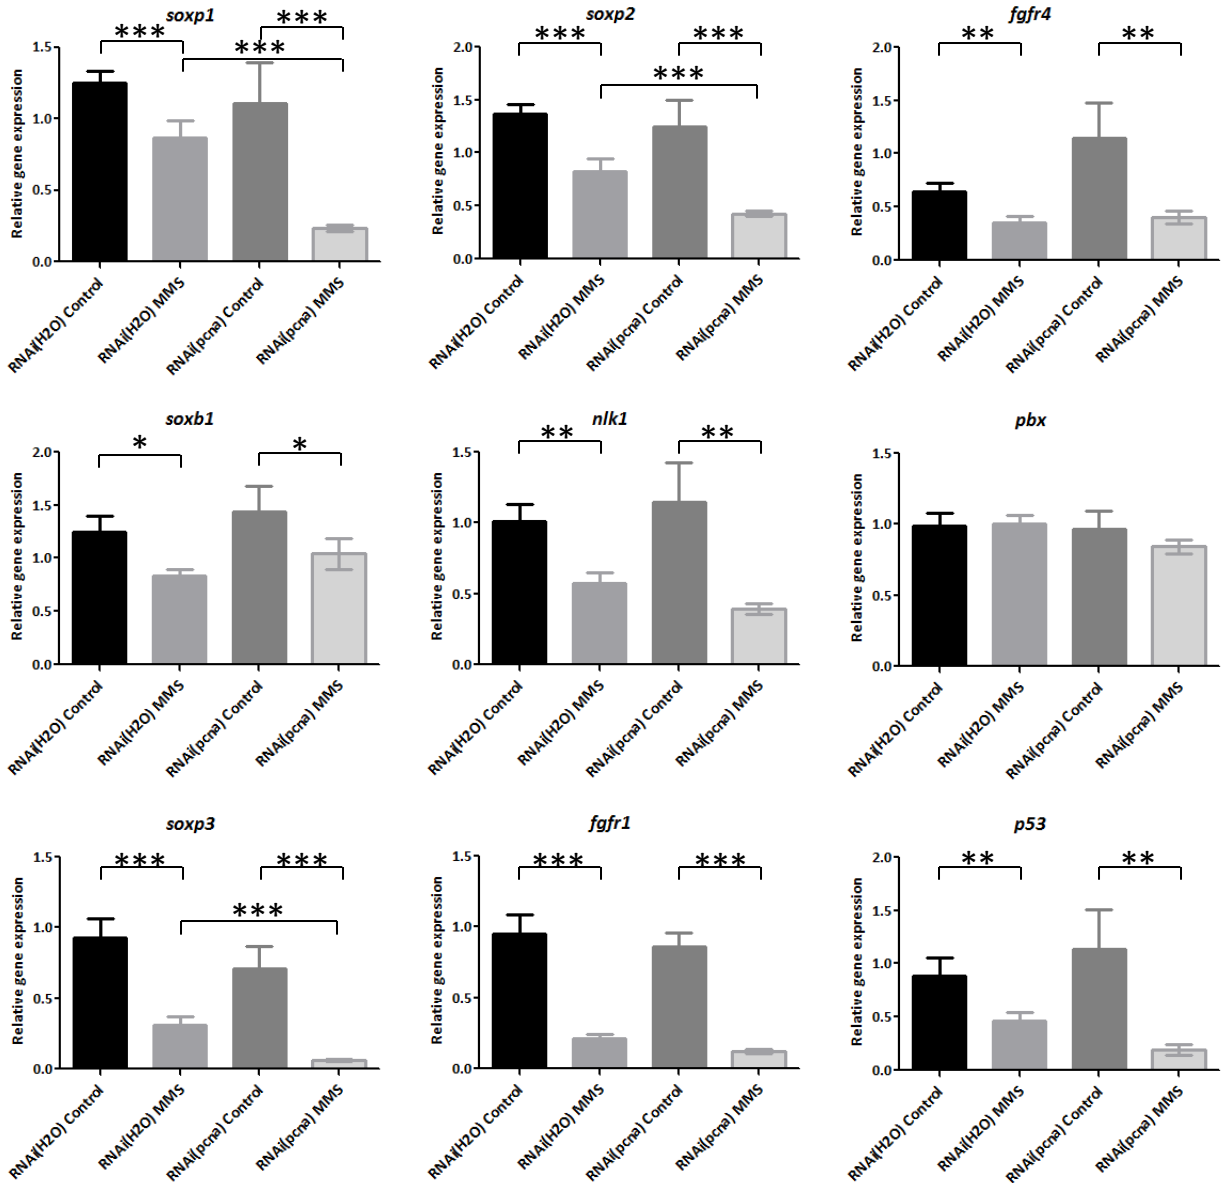 soxp1
***
***
***
Relative gene expression
1.5
1.0
0.5
0.0
RNAi(H2O) Control
RNAi(H2O) MMS
RNAi(pcna) Control
RNAi(pcna) MMS
soxp2
***
***
***
Relative gene expression
2.0
1.5
1.0
0.5
0.0
RNAi(H2O) Control
RNAi(H2O) MMS
RNAi(pcna) Control
RNAi(pcna) MMS
fgfr4
**
**
Relative gene expression
2.0
1.5
1.0
0.5
0.0
RNAi(H2O) Control
RNAi(H2O) MMS
RNAi(pcna) Control
RNAi(pcna) MMS
soxb1
*
*
Relative gene expression
2.0
1.5
1.0
0.5
0.0
RNAi(H2O) Control
RNAi(H2O) MMS
RNAi(pcna) Control
RNAi(pcna) MMS
nlk1
**
**
Relative gene expression
1.5
1.0
0.5
0.0
RNAi(H2O) Control
RNAi(H2O) MMS
RNAi(pcna) Control
RNAi(pcna) MMS
pbx
Relative gene expression
1.5
1.0
0.5
0.0
RNAi(H2O) Control
RNAi(H2O) MMS
RNAi(pcna) Control
RNAi(pcna) MMS
soxp3
***
***
***
Relative gene expression
1.5
1.0
0.5
0.0
RNAi(H2O) Control
RNAi(H2O) MMS
RNAi(pcna) Control
RNAi(pcna) MMS
fgfr1
***
***
Relative gene expression
1.5
1.0
0.5
0.0
RNAi(H2O) Control
RNAi(H2O) MMS
RNAi(pcna) Control
RNAi(pcna) MMS
p53
**
**
Relative gene expression
2.0
1.5
1.0
0.5
0.0
RNAi(H2O) Control
RNAi(H2O) MMS
RNAi(pcna) Control
RNAi(pcna) MMS